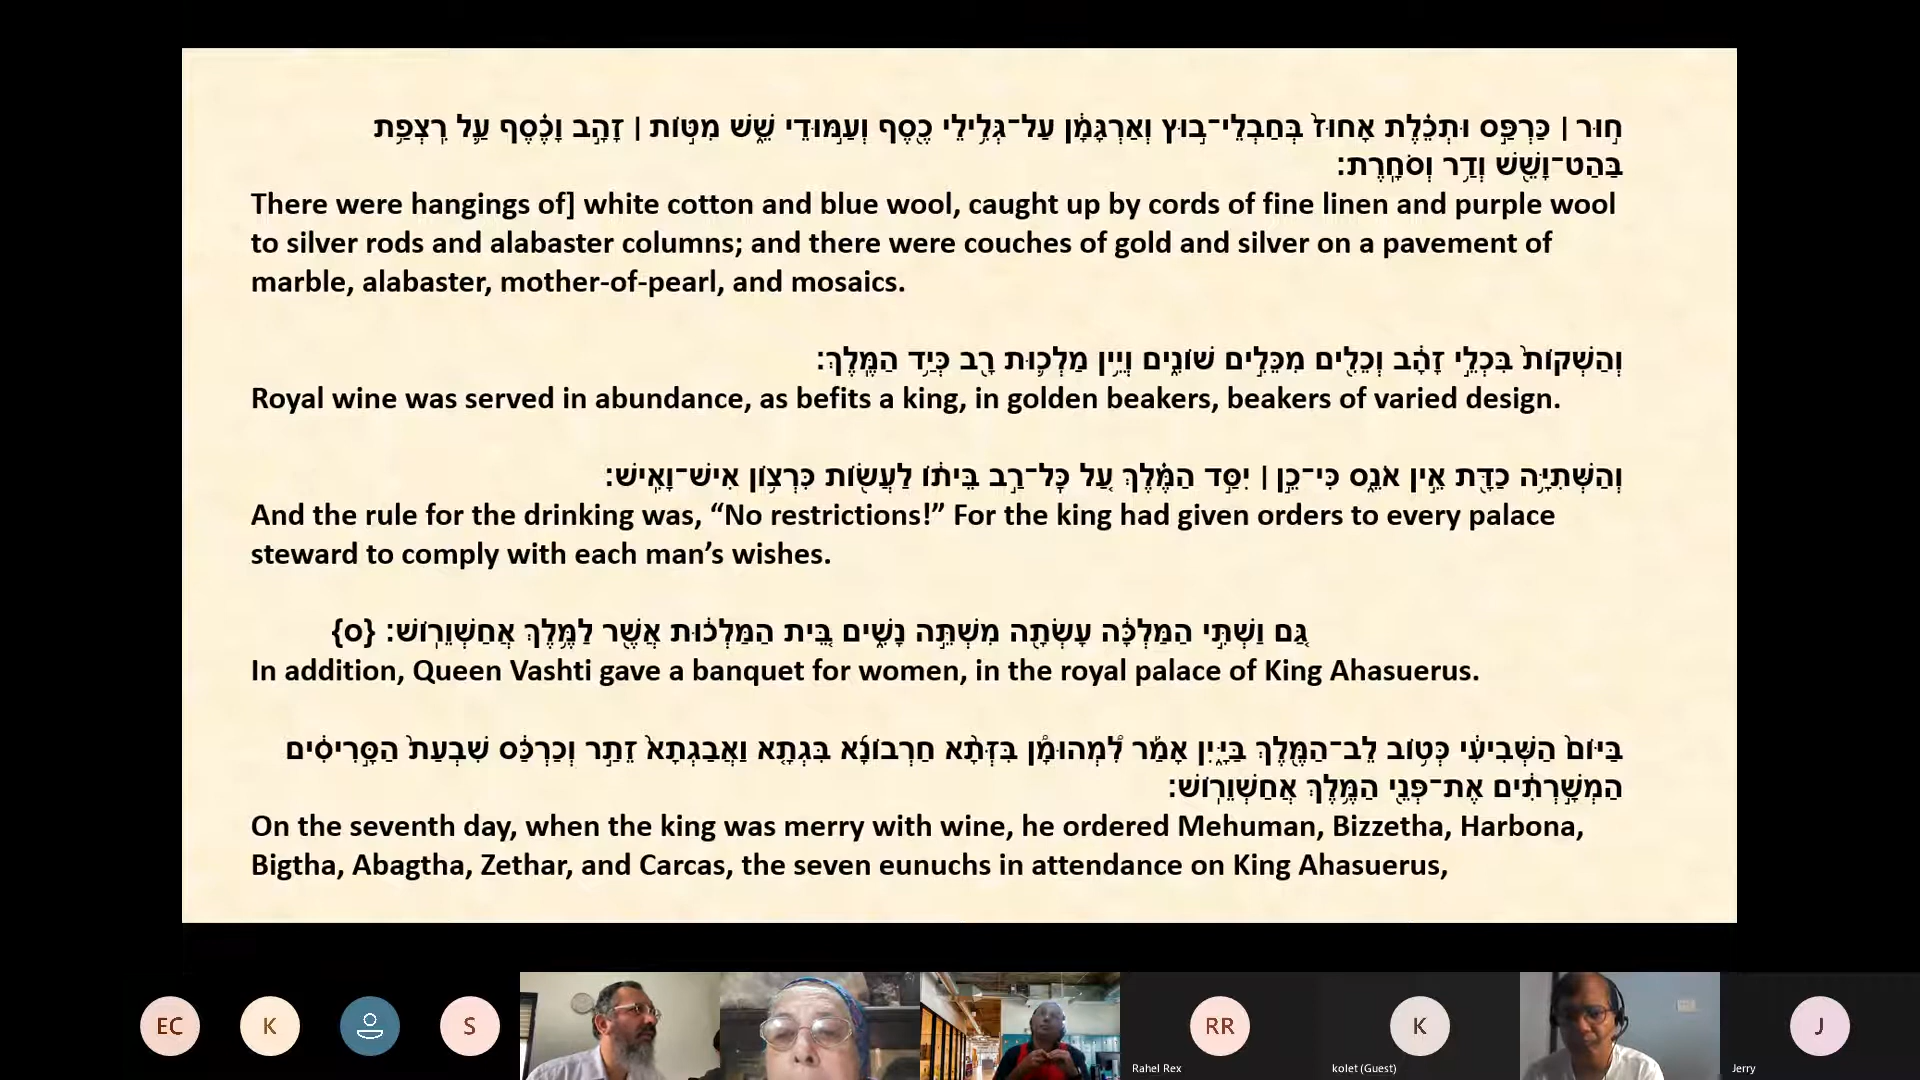 ח֣וּר ׀ כַּרְפַּ֣ס וּתְכֵ֗לֶת אָחוּז֙ בְּחַבְלֵי־ב֣וּץ וְאַרְגָּמָ֔ן עַל־גְּלִ֥ילֵי כֶ֖סֶף וְעַמּ֣וּדֵי שֵׁ֑שׁ מִטּ֣וֹת ׀ זָהָ֣ב וָכֶ֗סֶף עַ֛ל רִֽצְפַ֥ת
בַּהַט־וָשֵׁ֖שׁ וְדַ֥ר וְסֹחָֽרֶת׃
There were hangings of] white cotton and blue wool, caught up by cords of fine linen and purple wool
to silver rods and alabaster columns; and there were couches of gold and silver on a pavement of
marble, alabaster, mother-of-pearl, and mosaics.
וְהַשְׁקוֹת֙ בִּכְלֵ֣י זָהָ֔ב וְכֵלִ֖ים מִכֵּלִ֣ים שׁוֹנִ֑ים וְיֵ֥ין מַלְכ֛וּת רָ֖ב כְּיַ֥ד הַמֶּֽלֶךְ׃
Royal wine was served in abundance, as befits a king, in golden beakers, beakers of varied design.
וְהַשְּׁתִיָּ֥ה כַדָּ֖ת אֵ֣ין אֹנֵ֑ס כִּי־כֵ֣ן ׀ יִסַּ֣ד הַמֶּ֗לֶךְ עַ֚ל כׇּל־רַ֣ב בֵּית֔וֹ לַעֲשׂ֖וֹת כִּרְצ֥וֹן אִישׁ־וָאִֽישׁ׃
And the rule for the drinking was, “No restrictions!” For the king had given orders to every palace
steward to comply with each man’s wishes.
גַּ֚ם וַשְׁתִּ֣י הַמַּלְכָּ֔ה עָשְׂתָ֖ה מִשְׁתֵּ֣ה נָשִׁ֑ים בֵּ֚ית הַמַּלְכ֔וּת אֲשֶׁ֖ר לַמֶּ֥לֶךְ אֲחַשְׁוֵרֽוֹשׁ׃ {ס}
In addition, Queen Vashti gave a banquet for women, in the royal palace of King Ahasuerus.
בַּיּוֹם֙ הַשְּׁבִיעִ֔י כְּט֥וֹב לֵב־הַמֶּ֖לֶךְ בַּיָּ֑יִן אָמַ֡ר לִ֠מְהוּמָ֠ן בִּזְּתָ֨א חַרְבוֹנָ֜א בִּגְתָ֤א וַאֲבַגְתָא֙ זֵתַ֣ר וְכַרְכַּ֔ס שִׁבְעַת֙ הַסָּ֣רִיסִ֔ים
הַמְשָׁ֣רְתִ֔ים אֶת־פְּנֵ֖י הַמֶּ֥לֶךְ אֲחַשְׁוֵרֽוֹשׁ׃
On the seventh day, when the king was merry with wine, he ordered Mehuman, Bizzetha, Harbona,
Bigtha, Abagtha, Zethar, and Carcas, the seven eunuchs in attendance on King Ahasuerus,
EC K S RR K J
Rahel Rex kolet (Guest) Jerry